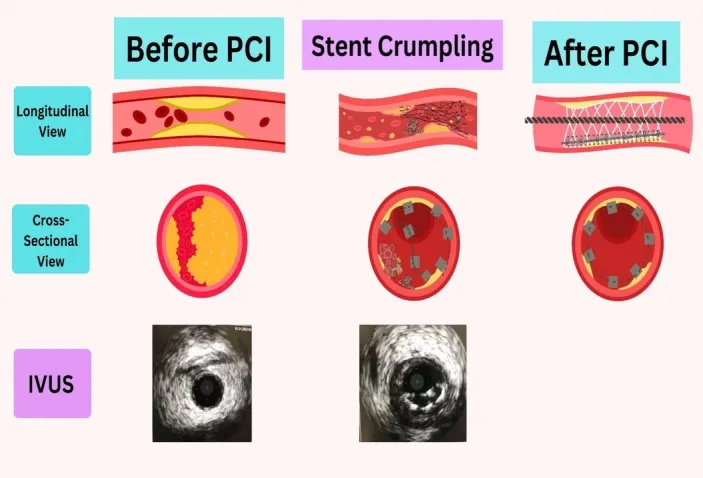 Before PCI
Stent Crumpling
After PCI
Longitudinal
View
Cross-
Sectional
View
IVUS